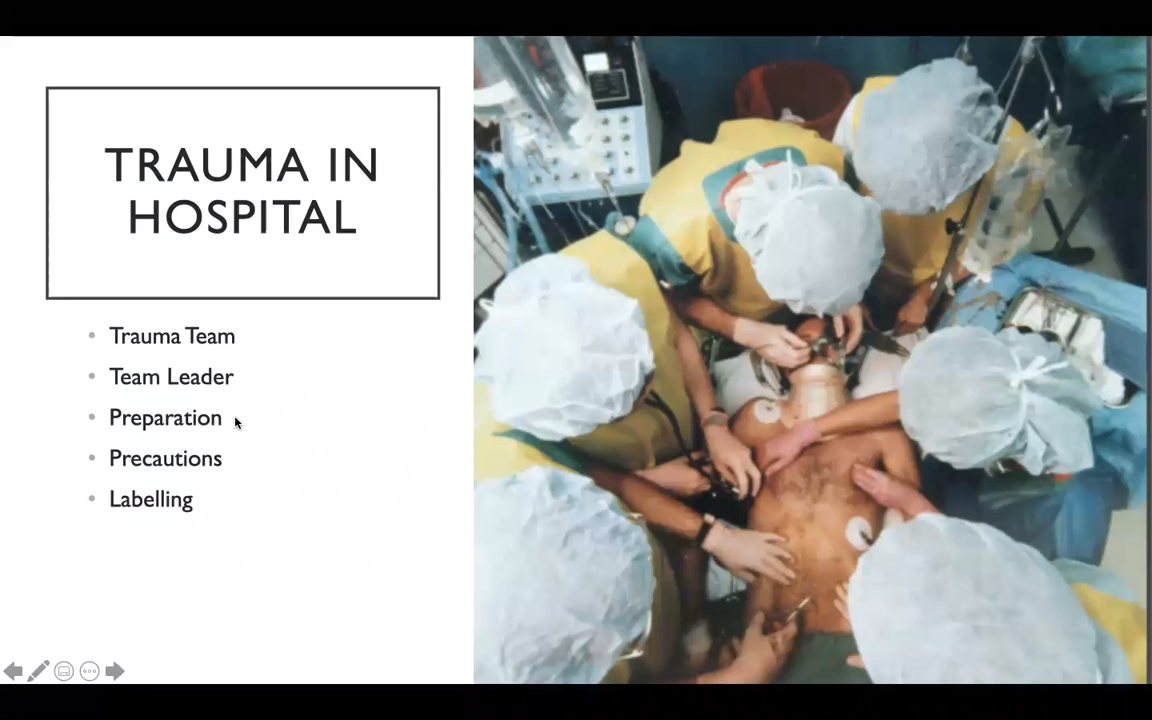 TRAUMA IN
HOSPITAL
• Trauma Team
• Team Leader
• Preparation
• Precautions
• Labelling